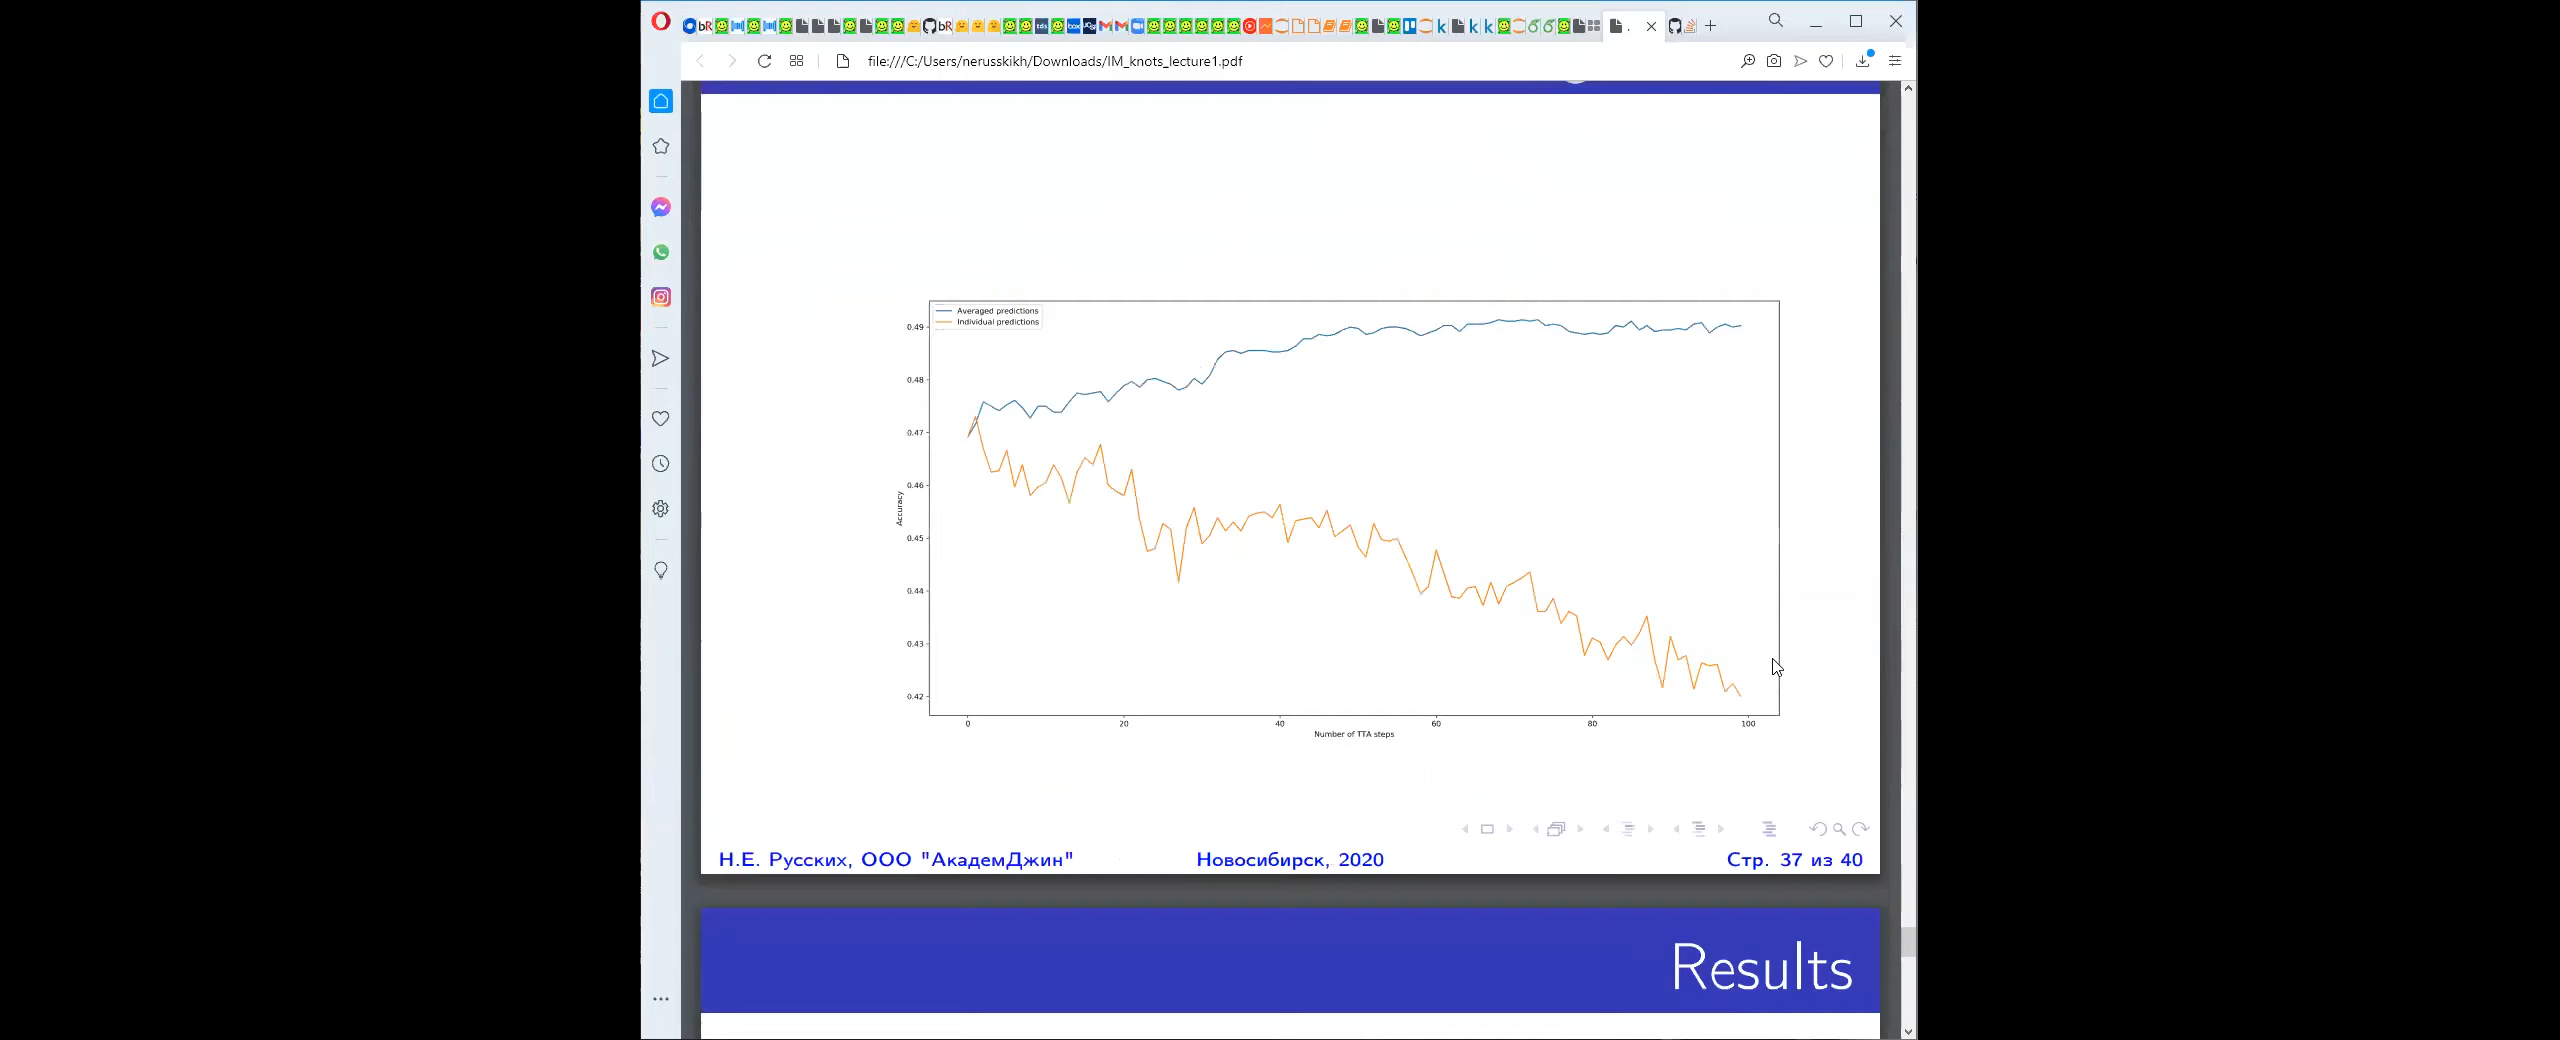 file:///C:/Users/nerusskikh/Downloads/IM_knots_lecture1.pdf
Averaged predictions
Individual predictions
0.49
0.48
0.47
0.46
0.45
0.44
0.43
0.42
Accuracy
0 20 40 60 80 100
Number of TTA steps
Н.Е. Русских, ООО "АкадемДжин" Новосибирск, 2020 Стр. 37 из 40
Results